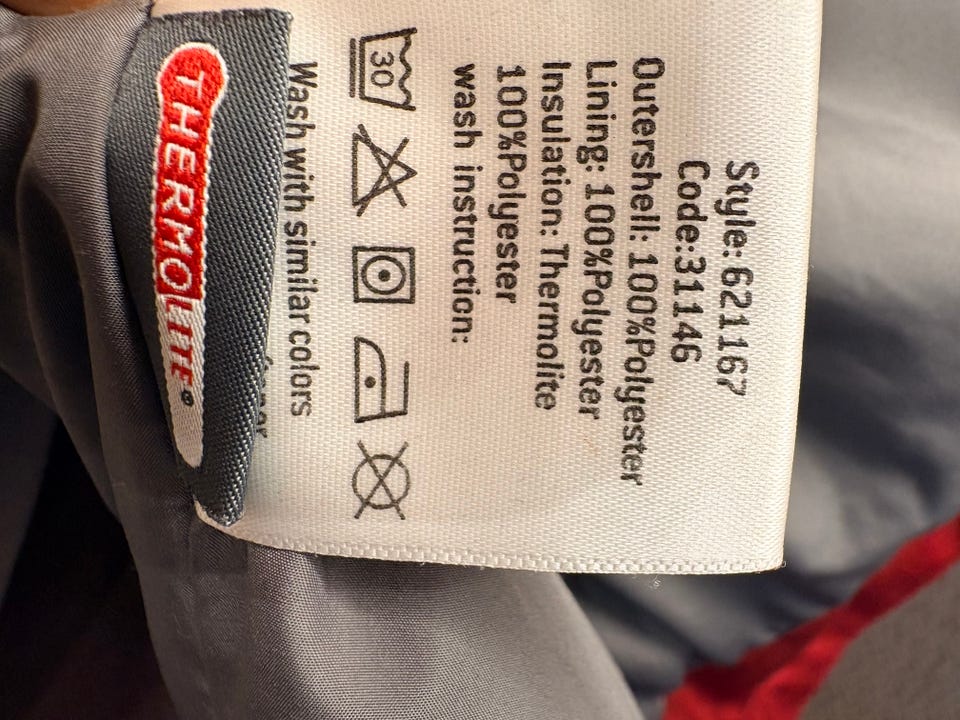 Style: 621167
Code:31146
Outershell: 100%Polyester
Lining: 100%Polyester
Insulation: Thermolite
100%Polyester
wash instruction:
30
Wash with similar colors
THERMOLITE®